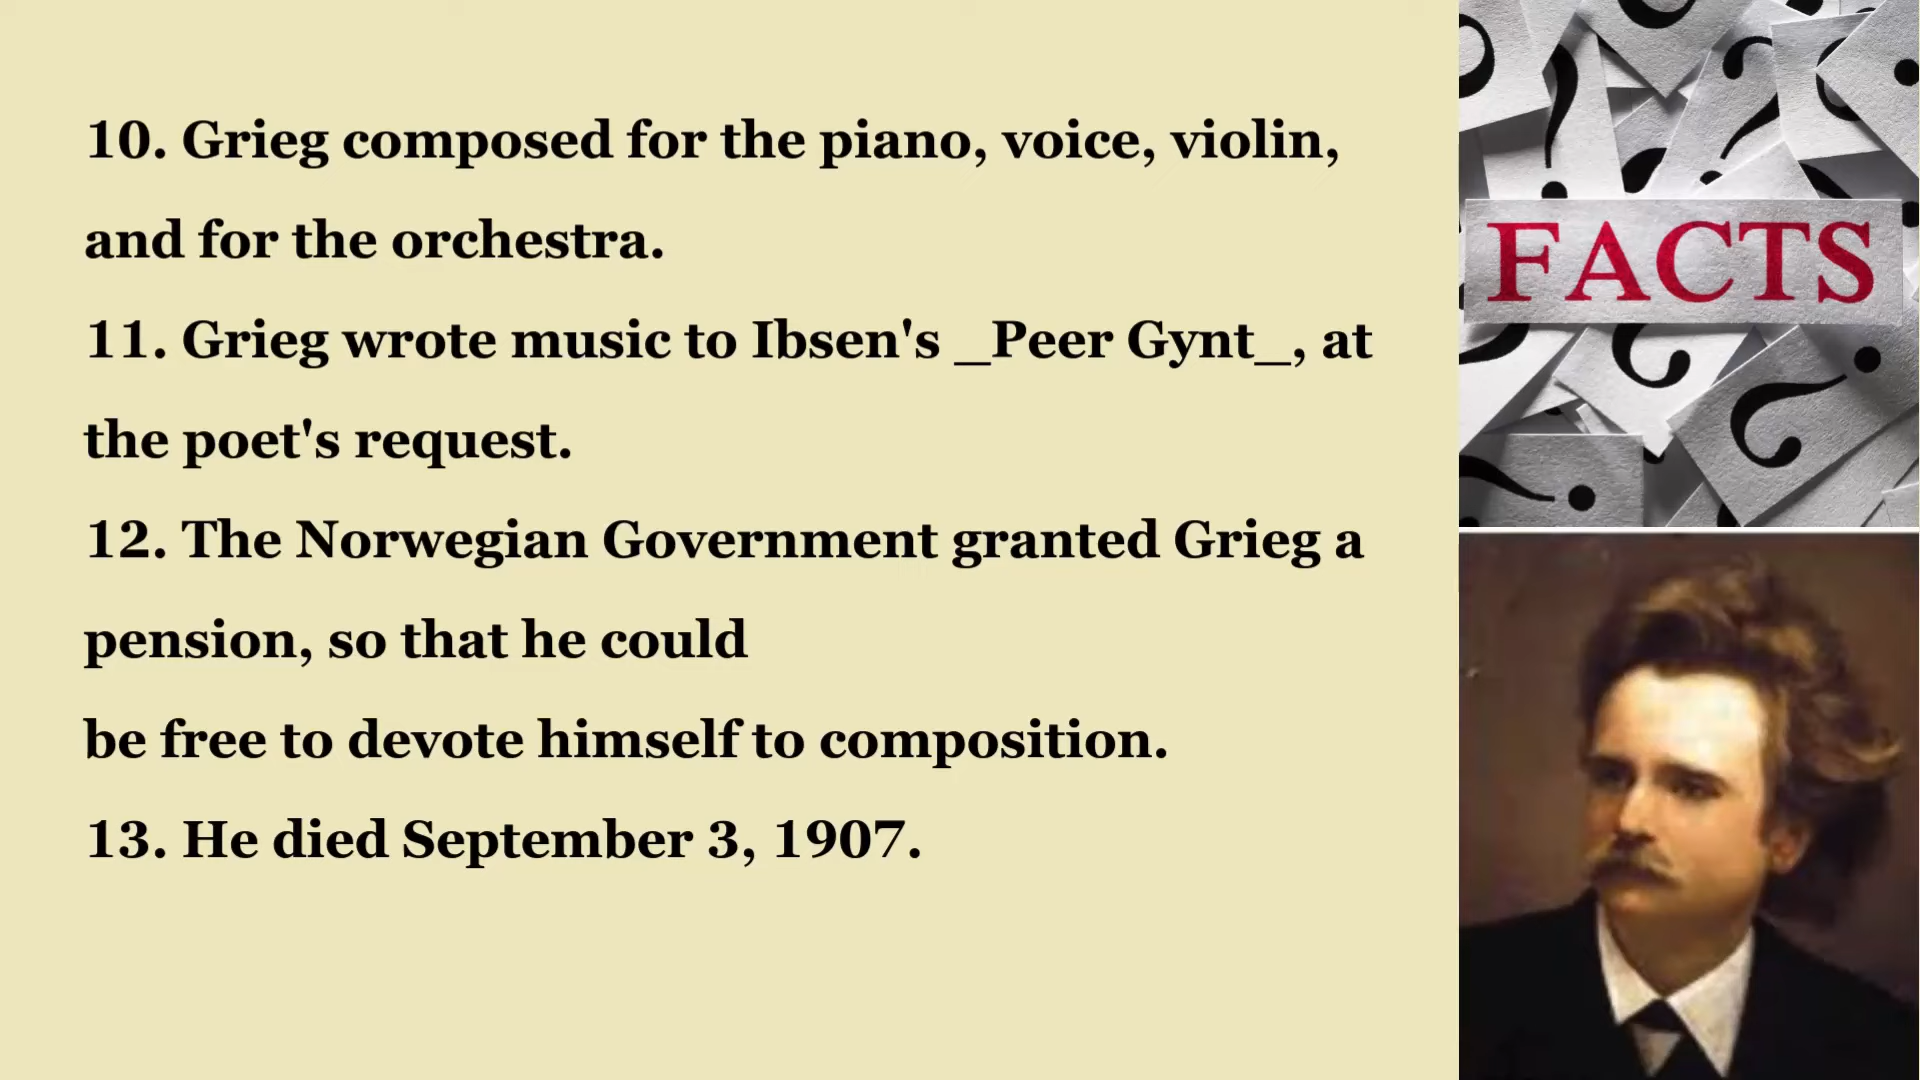 10. Grieg composed for the piano, voice, violin,
and for the orchestra.
11. Grieg wrote music to Ibsen's _Peer Gynt_, at
the poet's request.
12. The Norwegian Government granted Grieg a
pension, so that he could
be free to devote himself to composition.
13. He died September 3, 1907.
FACTS